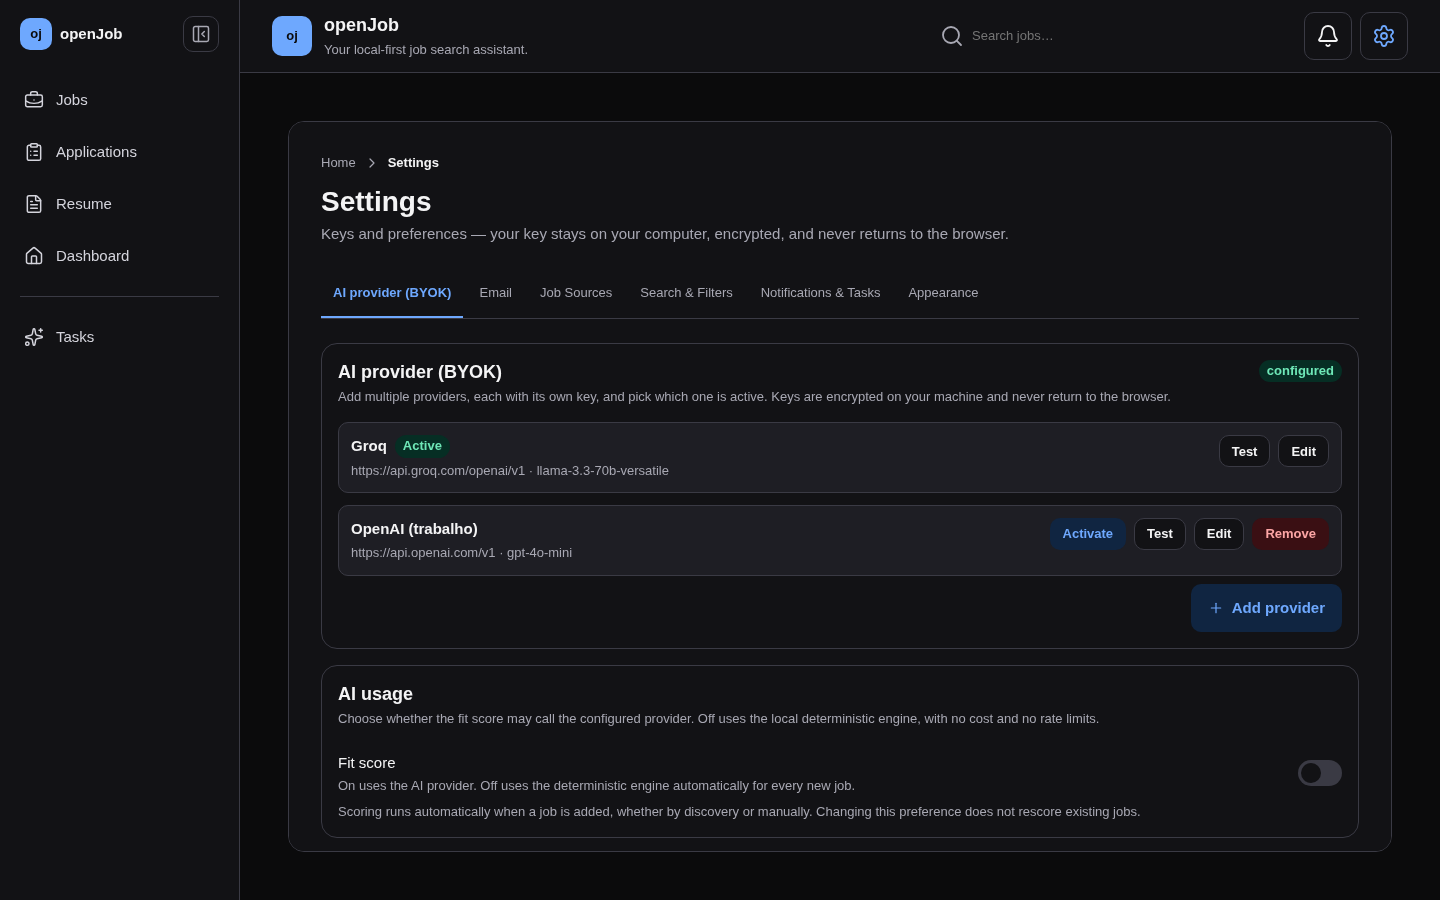 oj openJob
Jobs
Applications
Resume
Dashboard
Tasks
oj
openJob
Your local-first job search assistant.
Search jobs…
Home
Settings
Settings
Keys and preferences — your key stays on your computer, encrypted, and never returns to the browser.
AI provider (BYOK) Email Job Sources Search & Filters Notifications & Tasks Appearance
AI provider (BYOK)
configured
Add multiple providers, each with its own key, and pick which one is active. Keys are encrypted on your machine and never return to the browser.
Groq Active
https://api.groq.com/openai/v1 · llama-3.3-70b-versatile
Test Edit
OpenAI (trabalho)
https://api.openai.com/v1 · gpt-4o-mini
Activate Test Edit Remove
Add provider
AI usage
Choose whether the fit score may call the configured provider. Off uses the local deterministic engine, with no cost and no rate limits.
Fit score
On uses the AI provider. Off uses the deterministic engine automatically for every new job.
Scoring runs automatically when a job is added, whether by discovery or manually. Changing this preference does not rescore existing jobs.